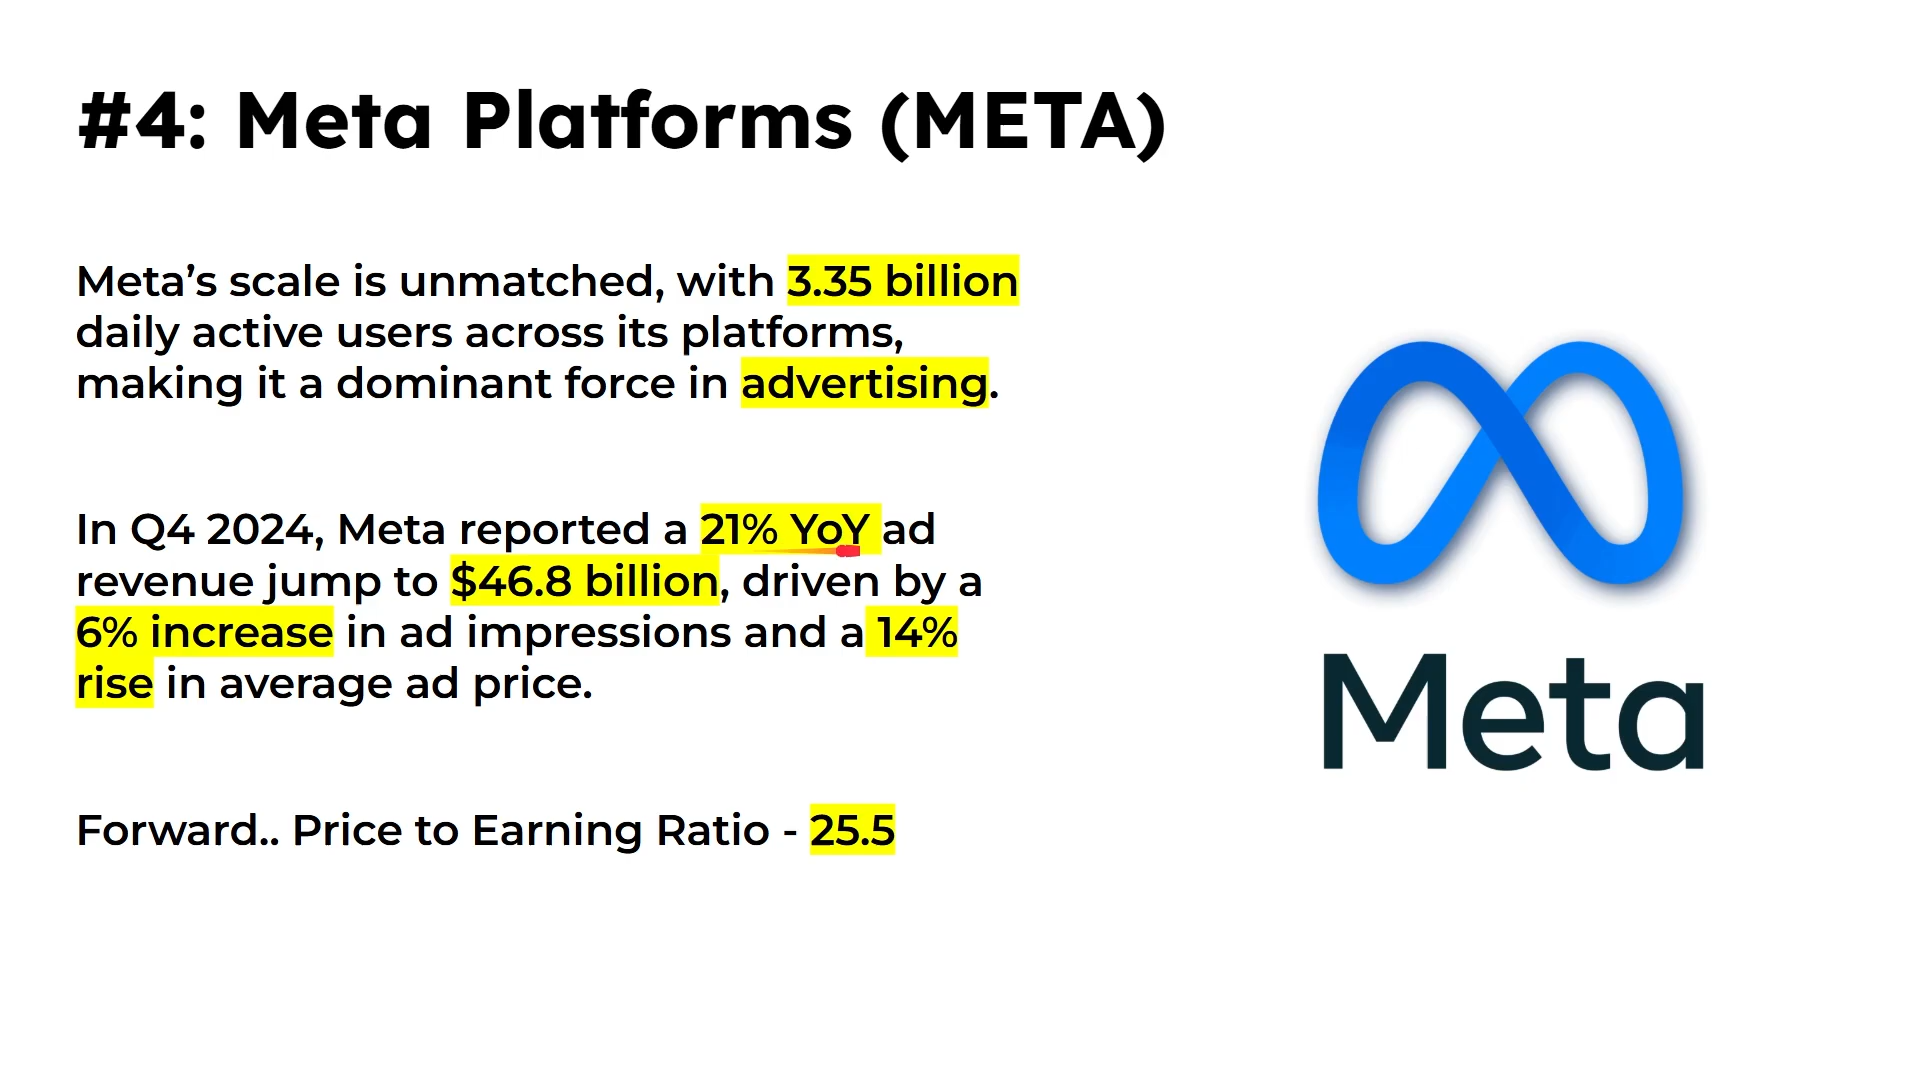 #4: Meta Platforms (META)
Meta’s scale is unmatched, with 3.35 billion
daily active users across its platforms,
making it a dominant force in advertising.
In Q4 2024, Meta reported a 21% YoY ad
revenue jump to $46.8 billion, driven by a
6% increase in ad impressions and a 14%
rise in average ad price.
Forward.. Price to Earning Ratio - 25.5
Meta